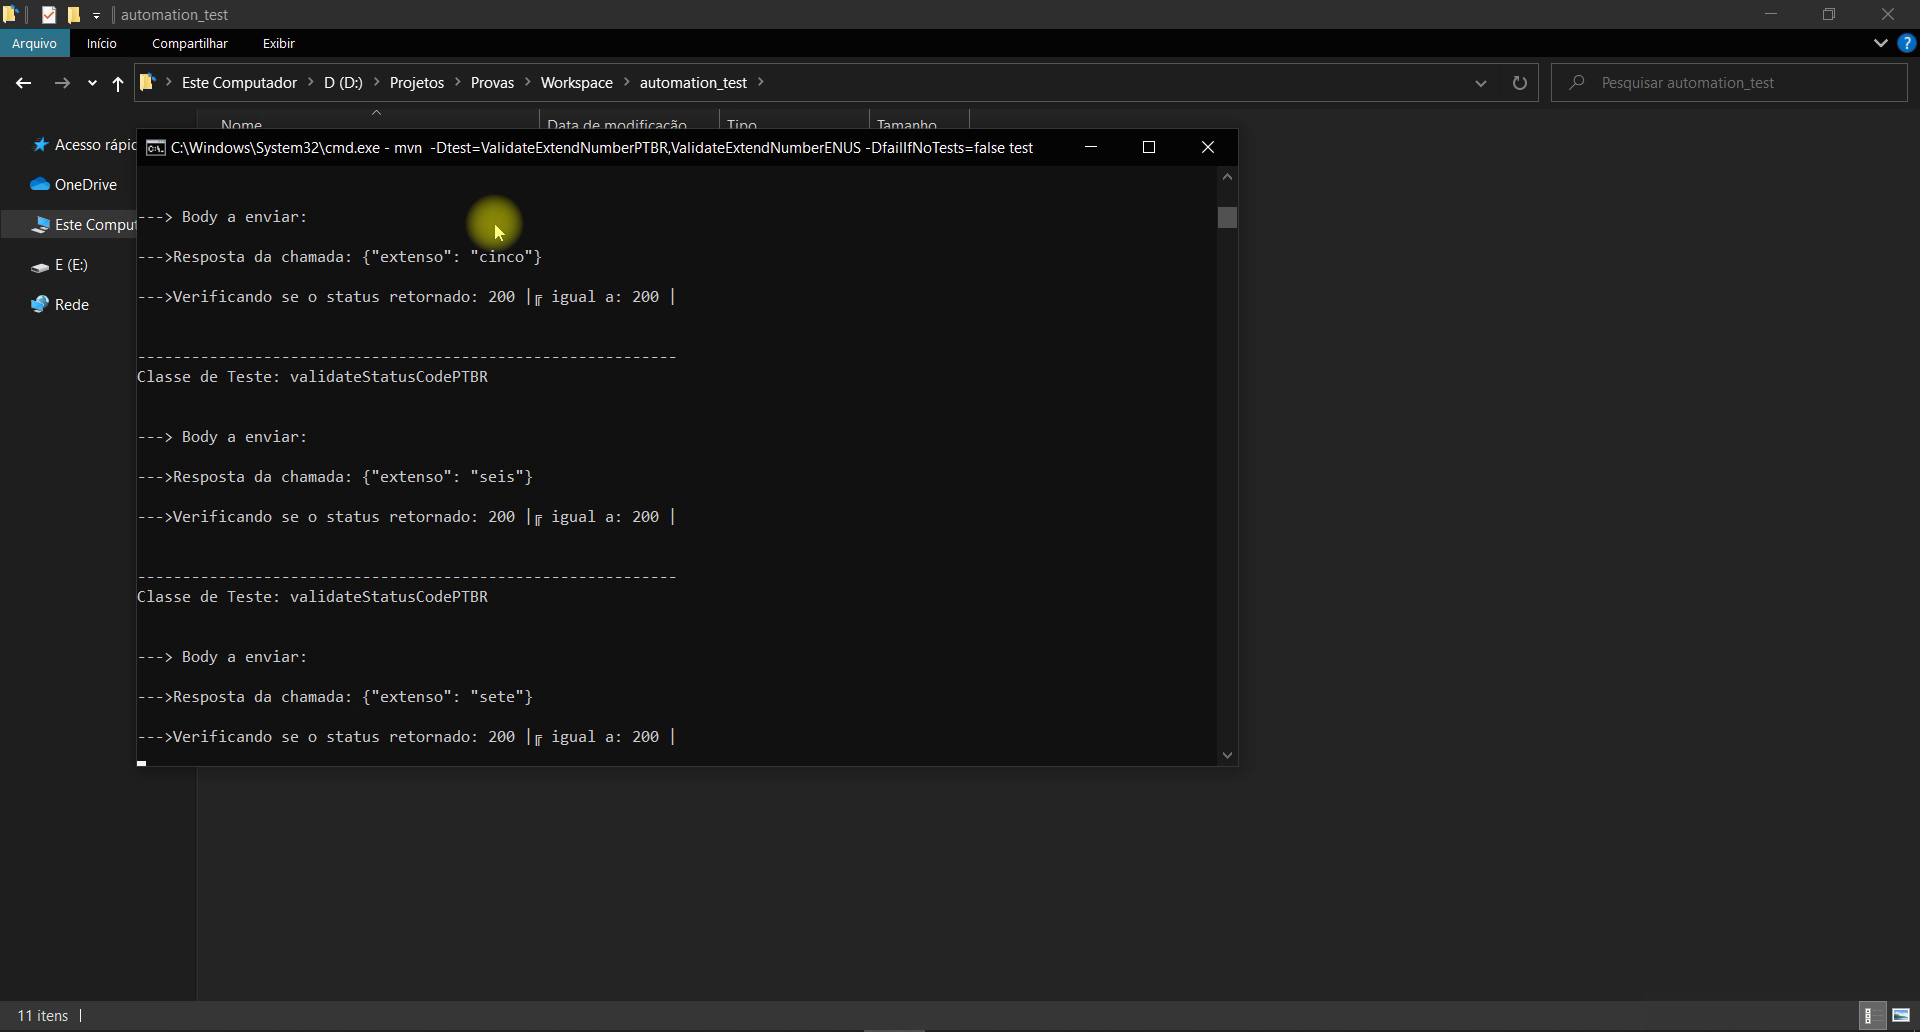 automation_test
Arquivo Início Compartilhar Exibir
Este Computador > D (D:) > Projetos > Provas > Workspace > automation_test >
Pesquisar automation_test
Nome Data de modificação Tipo Tamanho
Acesso rápic
OneDrive
Este Comput
E (E:)
Rede
C:\Windows\System32\cmd.exe - mvn  -Dtest=ValidateExtendNumberPTBR,ValidateExtendNumberENUS -DfailIfNoTests=false test
---> Body a enviar:
--->Resposta da chamada: {"extenso": "cinco"}
--->Verificando se o status retornado: 200 |╔ igual a: 200 |
------------------------------------------------------------
Classe de Teste: validateStatusCodePTBR
---> Body a enviar:
--->Resposta da chamada: {"extenso": "seis"}
--->Verificando se o status retornado: 200 |╔ igual a: 200 |
------------------------------------------------------------
Classe de Teste: validateStatusCodePTBR
---> Body a enviar:
--->Resposta da chamada: {"extenso": "sete"}
--->Verificando se o status retornado: 200 |╔ igual a: 200 |
11 itens